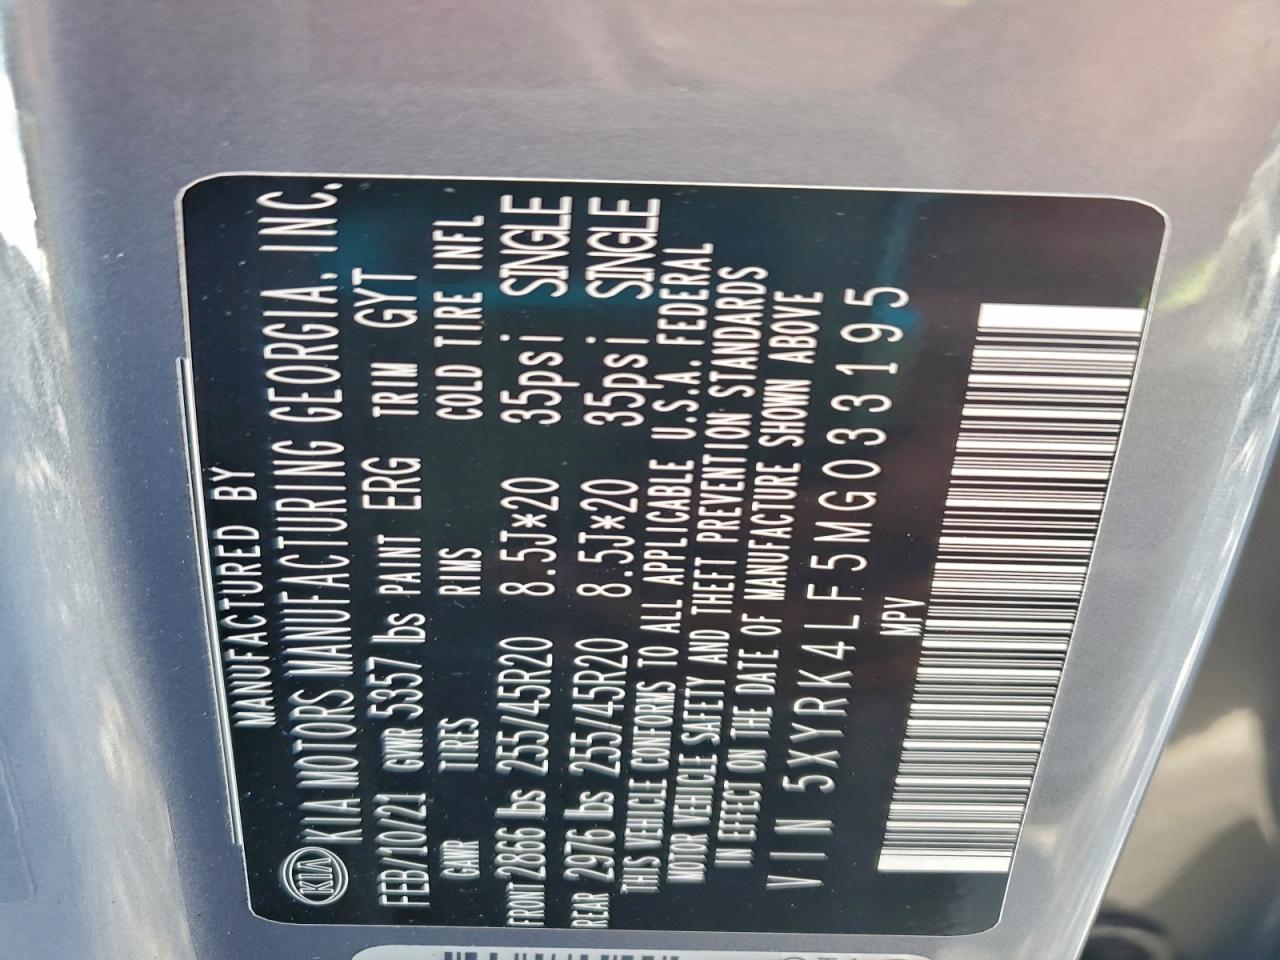 MANUFACTURED BY
KIA KIA MOTORS MANUFACTURING GEORGIA, INC.
FEB/10/21 GVWR 5357 lbs PAINT ERG TRIM GYT
GAWR TIRES RIMS COLD TIRE INFL
FRONT 2866 lbs 255/45R20 8.5J*20 35psi SINGLE
REAR 2976 lbs 255/45R20 8.5J*20 35psi SINGLE
THIS VEHICLE CONFORMS TO ALL APPLICABLE U.S.A. FEDERAL
MOTOR VEHICLE SAFETY AND THEFT PREVENTION STANDARDS
IN EFFECT ON THE DATE OF MANUFACTURE SHOWN ABOVE
VIN 5XYRK4LF5MG033195
MPV